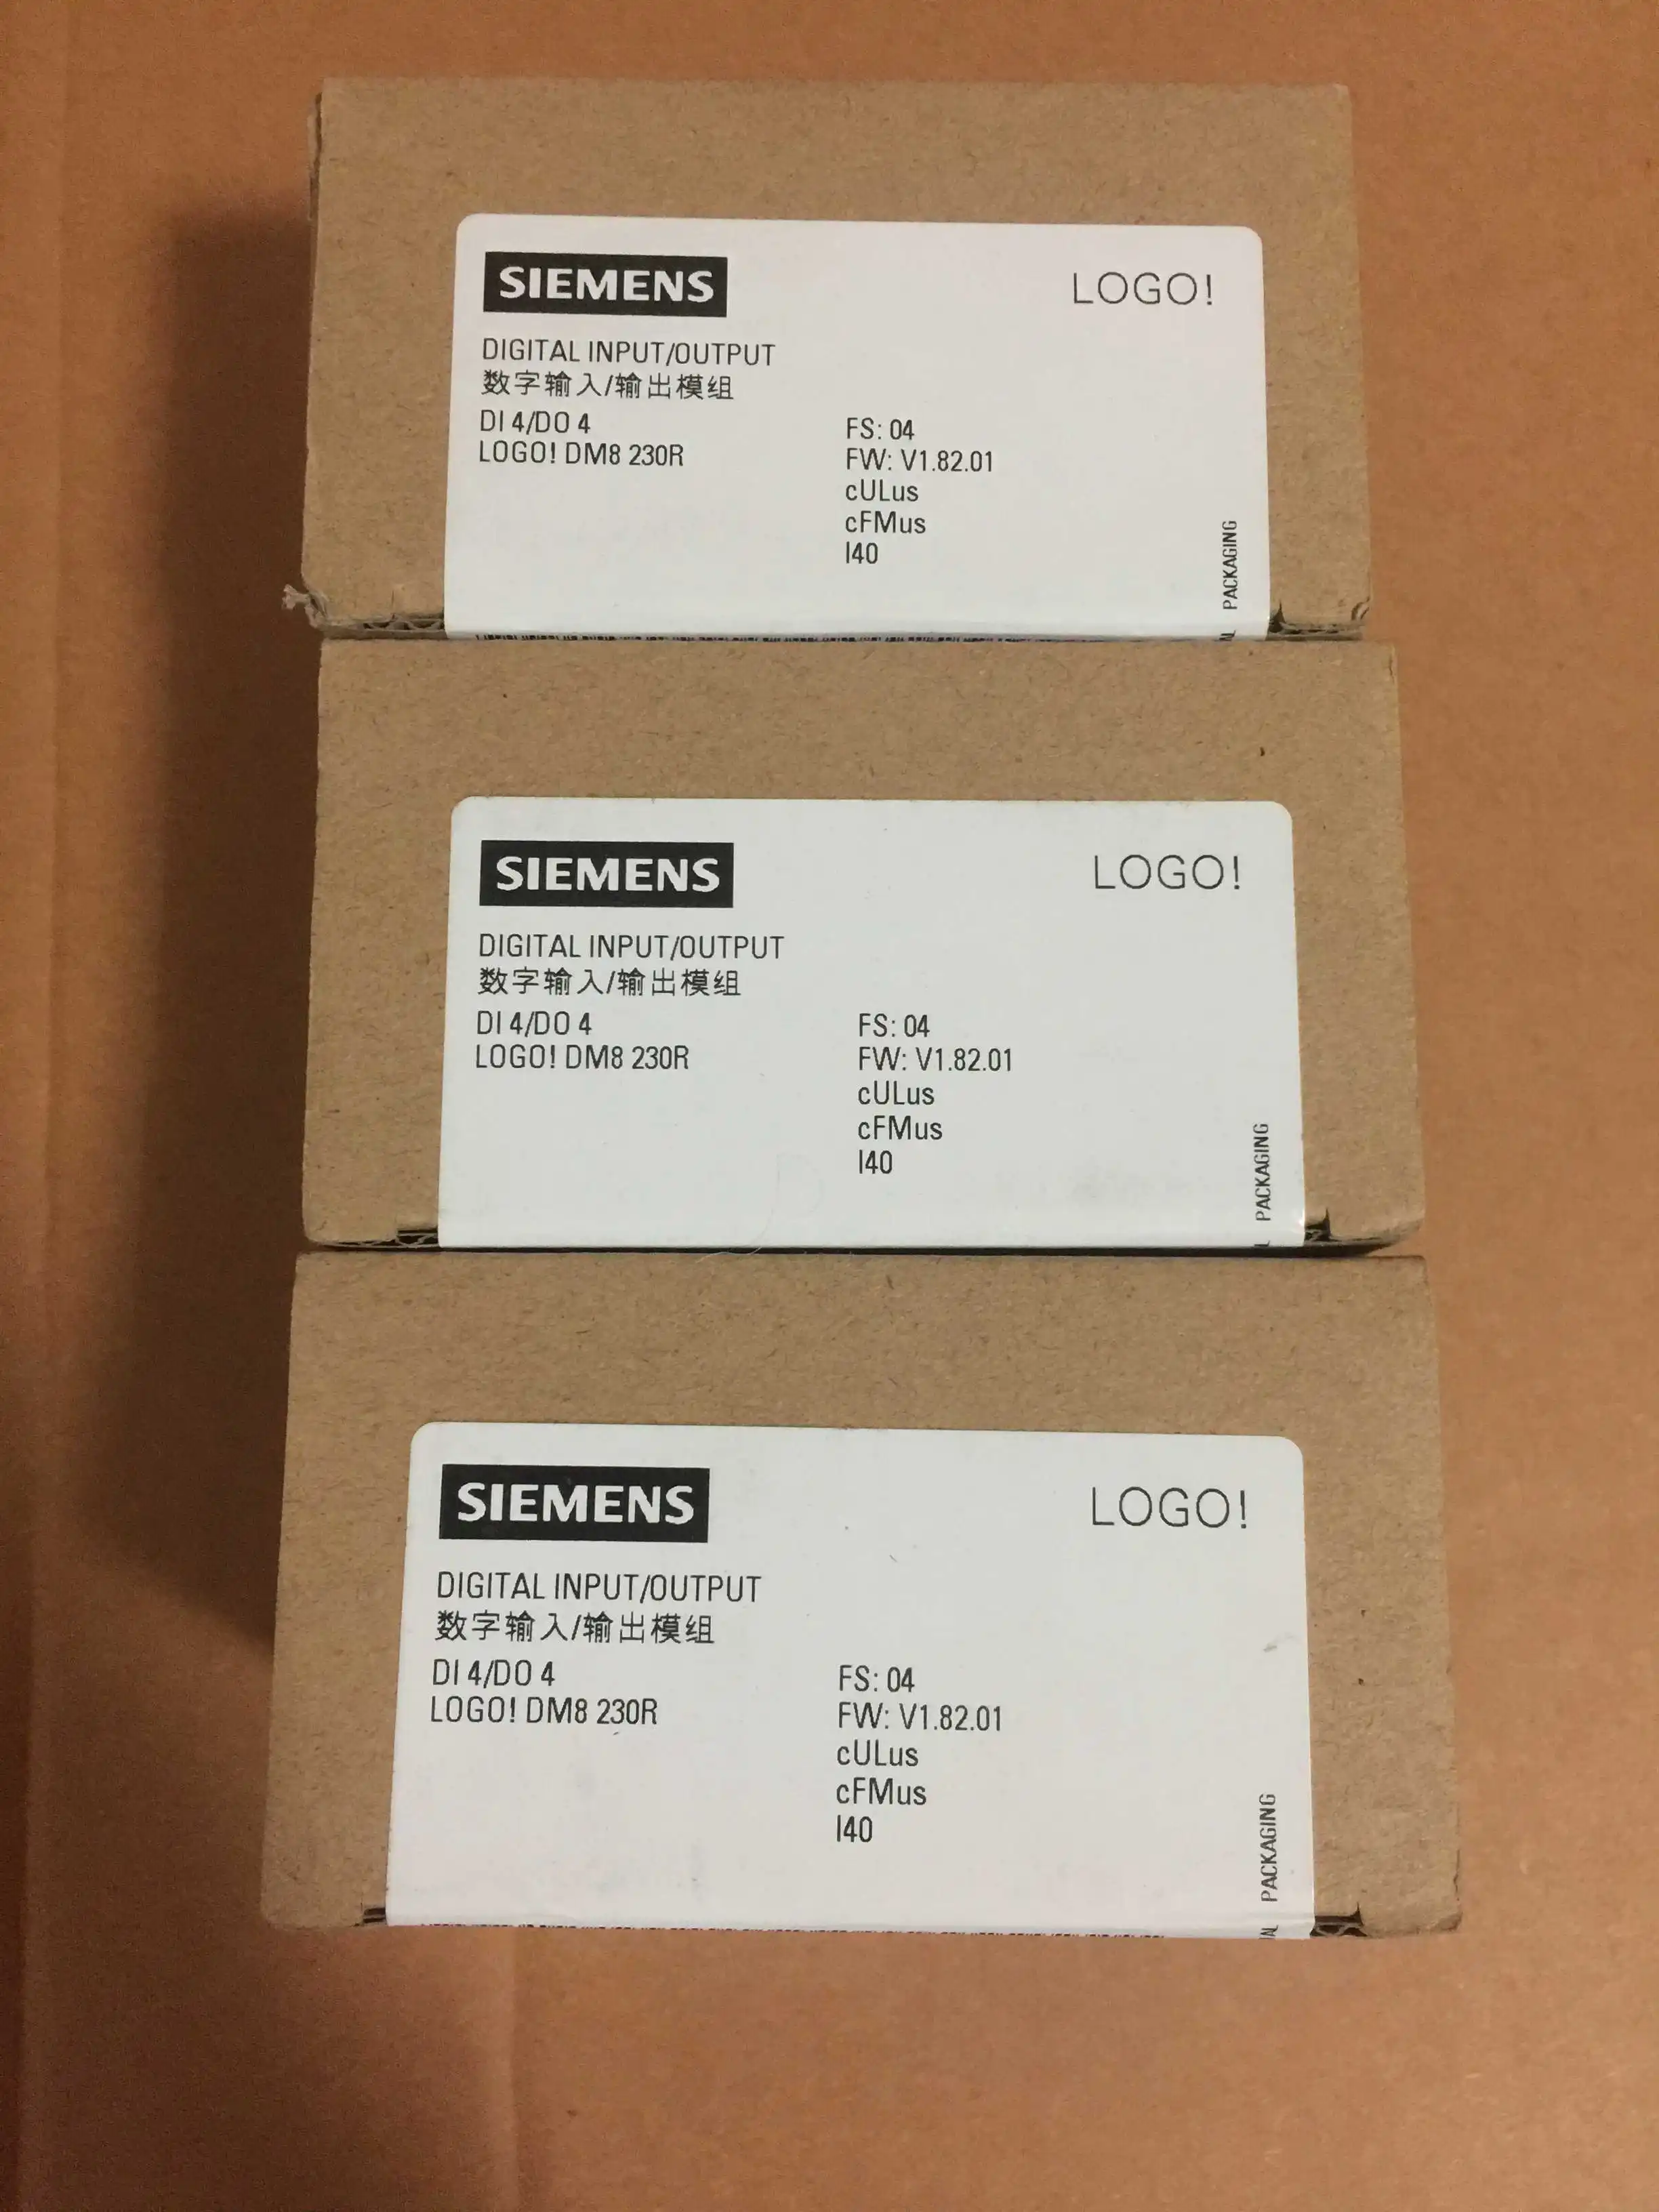 SIEMENS
LOGO!
DIGITAL INPUT/OUTPUT
数字输入/输出模组
DI 4/DO 4
LOGO! DM8 230R
FS: 04
FW: V1.82.01
cULus
cFMus
I40
PACKAGING
SIEMENS
LOGO!
DIGITAL INPUT/OUTPUT
数字输入/输出模组
DI 4/DO 4
LOGO! DM8 230R
FS: 04
FW: V1.82.01
cULus
cFMus
I40
PACKAGING
SIEMENS
LOGO!
DIGITAL INPUT/OUTPUT
数字输入/输出模组
DI 4/DO 4
LOGO! DM8 230R
FS: 04
FW: V1.82.01
cULus
cFMus
I40
PACKAGING